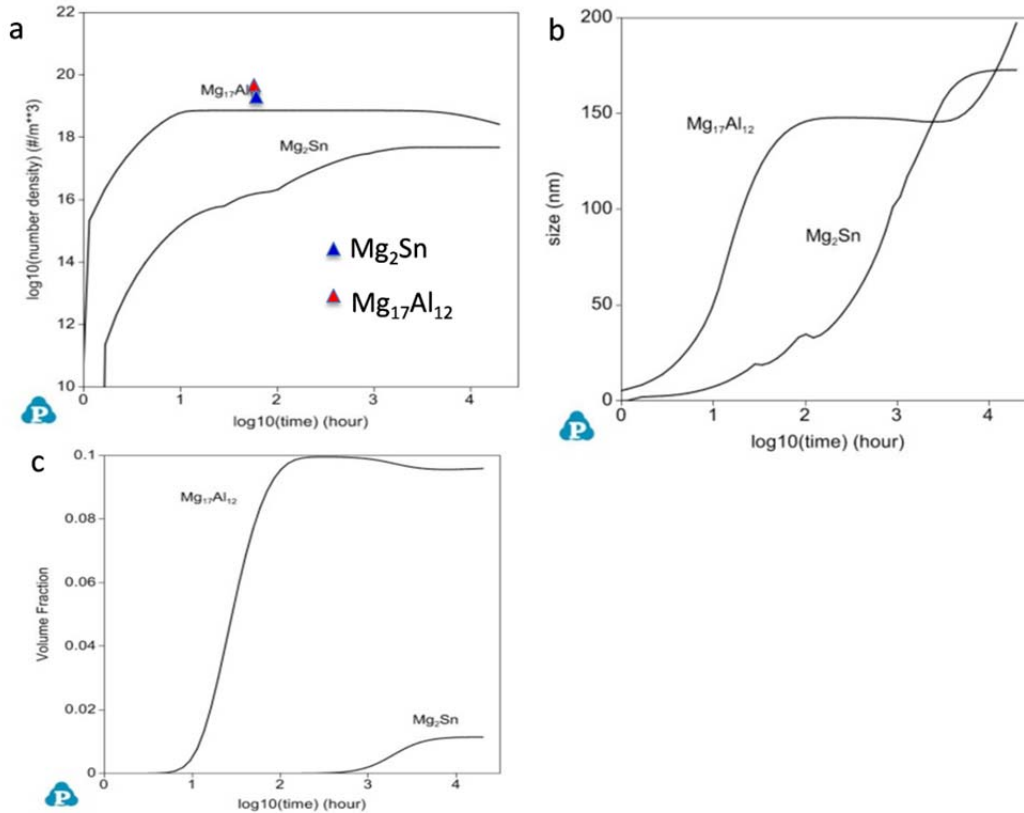 a
22
20
18
16
14
12
10
log10(number density) (#/m**3)
Mg₁₇Al
Mg₂Sn
Mg₂Sn
Mg₁₇Al₁₂
0 1 2 3 4
log10(time) (hour)
P
b
200
150
100
50
0
size (nm)
Mg₁₇Al₁₂
Mg₂Sn
0 1 2 3 4
log10(time) (hour)
P
c
0.1
0.08
0.06
0.04
0.02
0
Volume Fraction
Mg₁₇Al₁₂
Mg₂Sn
0 1 2 3 4
log10(time) (hour)
P